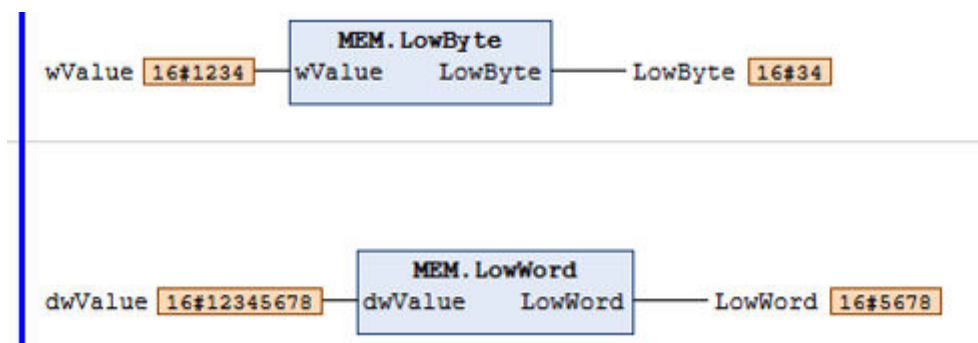 MEM.LowByte
wValue 16#1234 wValue LowByte LowByte 16#34
MEM.LowWord
dwValue 16#12345678 dwValue LowWord LowWord 16#5678